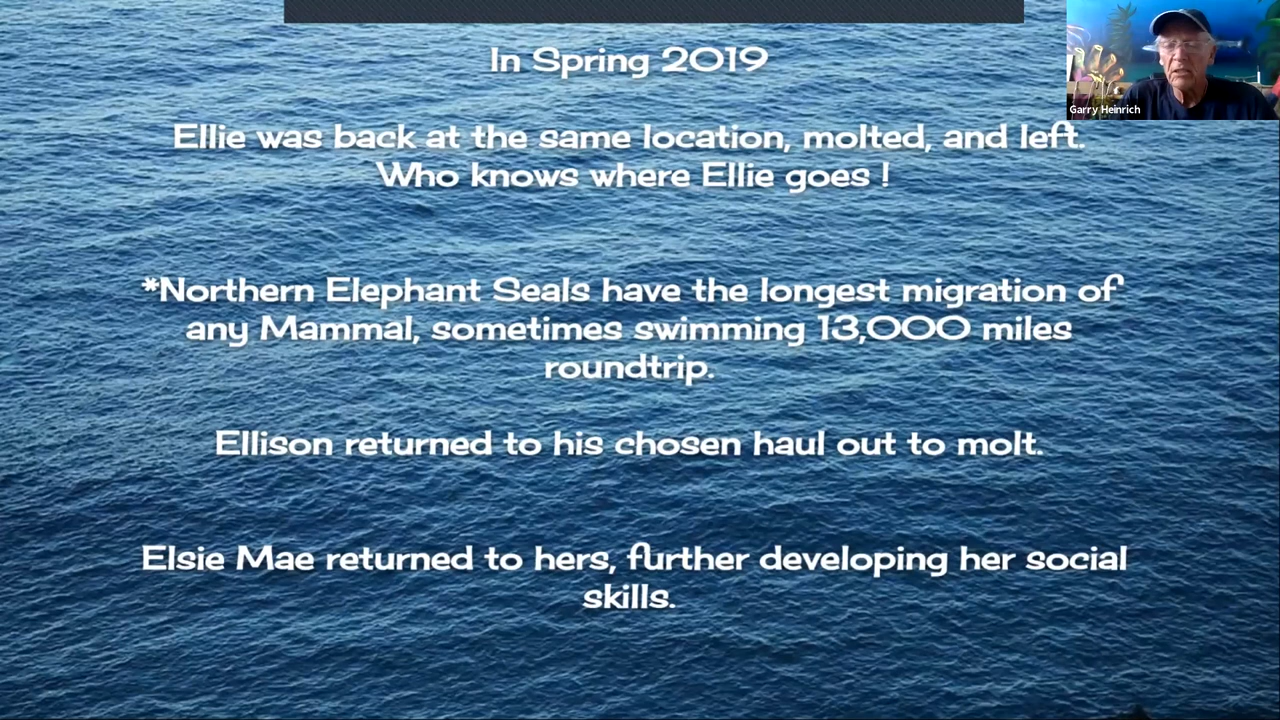 In Spring 2019
Garry Heinrich
Ellie was back at the same location, molted, and left.
Who knows where Ellie goes !
*Northern Elephant Seals have the longest migration of
any Mammal, sometimes swimming 13,000 miles
roundtrip.
Ellison returned to his chosen haul out to molt.
Elsie Mae returned to hers, further developing her social
skills.